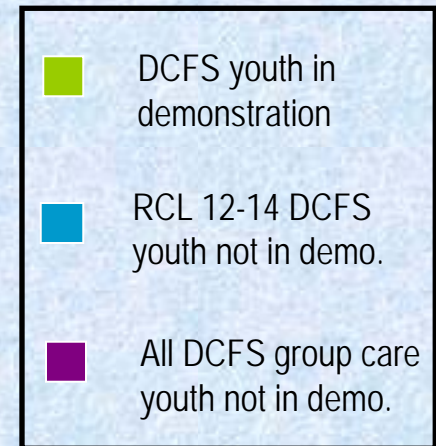 DCFS youth in
demonstration
RCL 12-14 DCFS
youth not in demo.
All DCFS group care
youth not in demo.